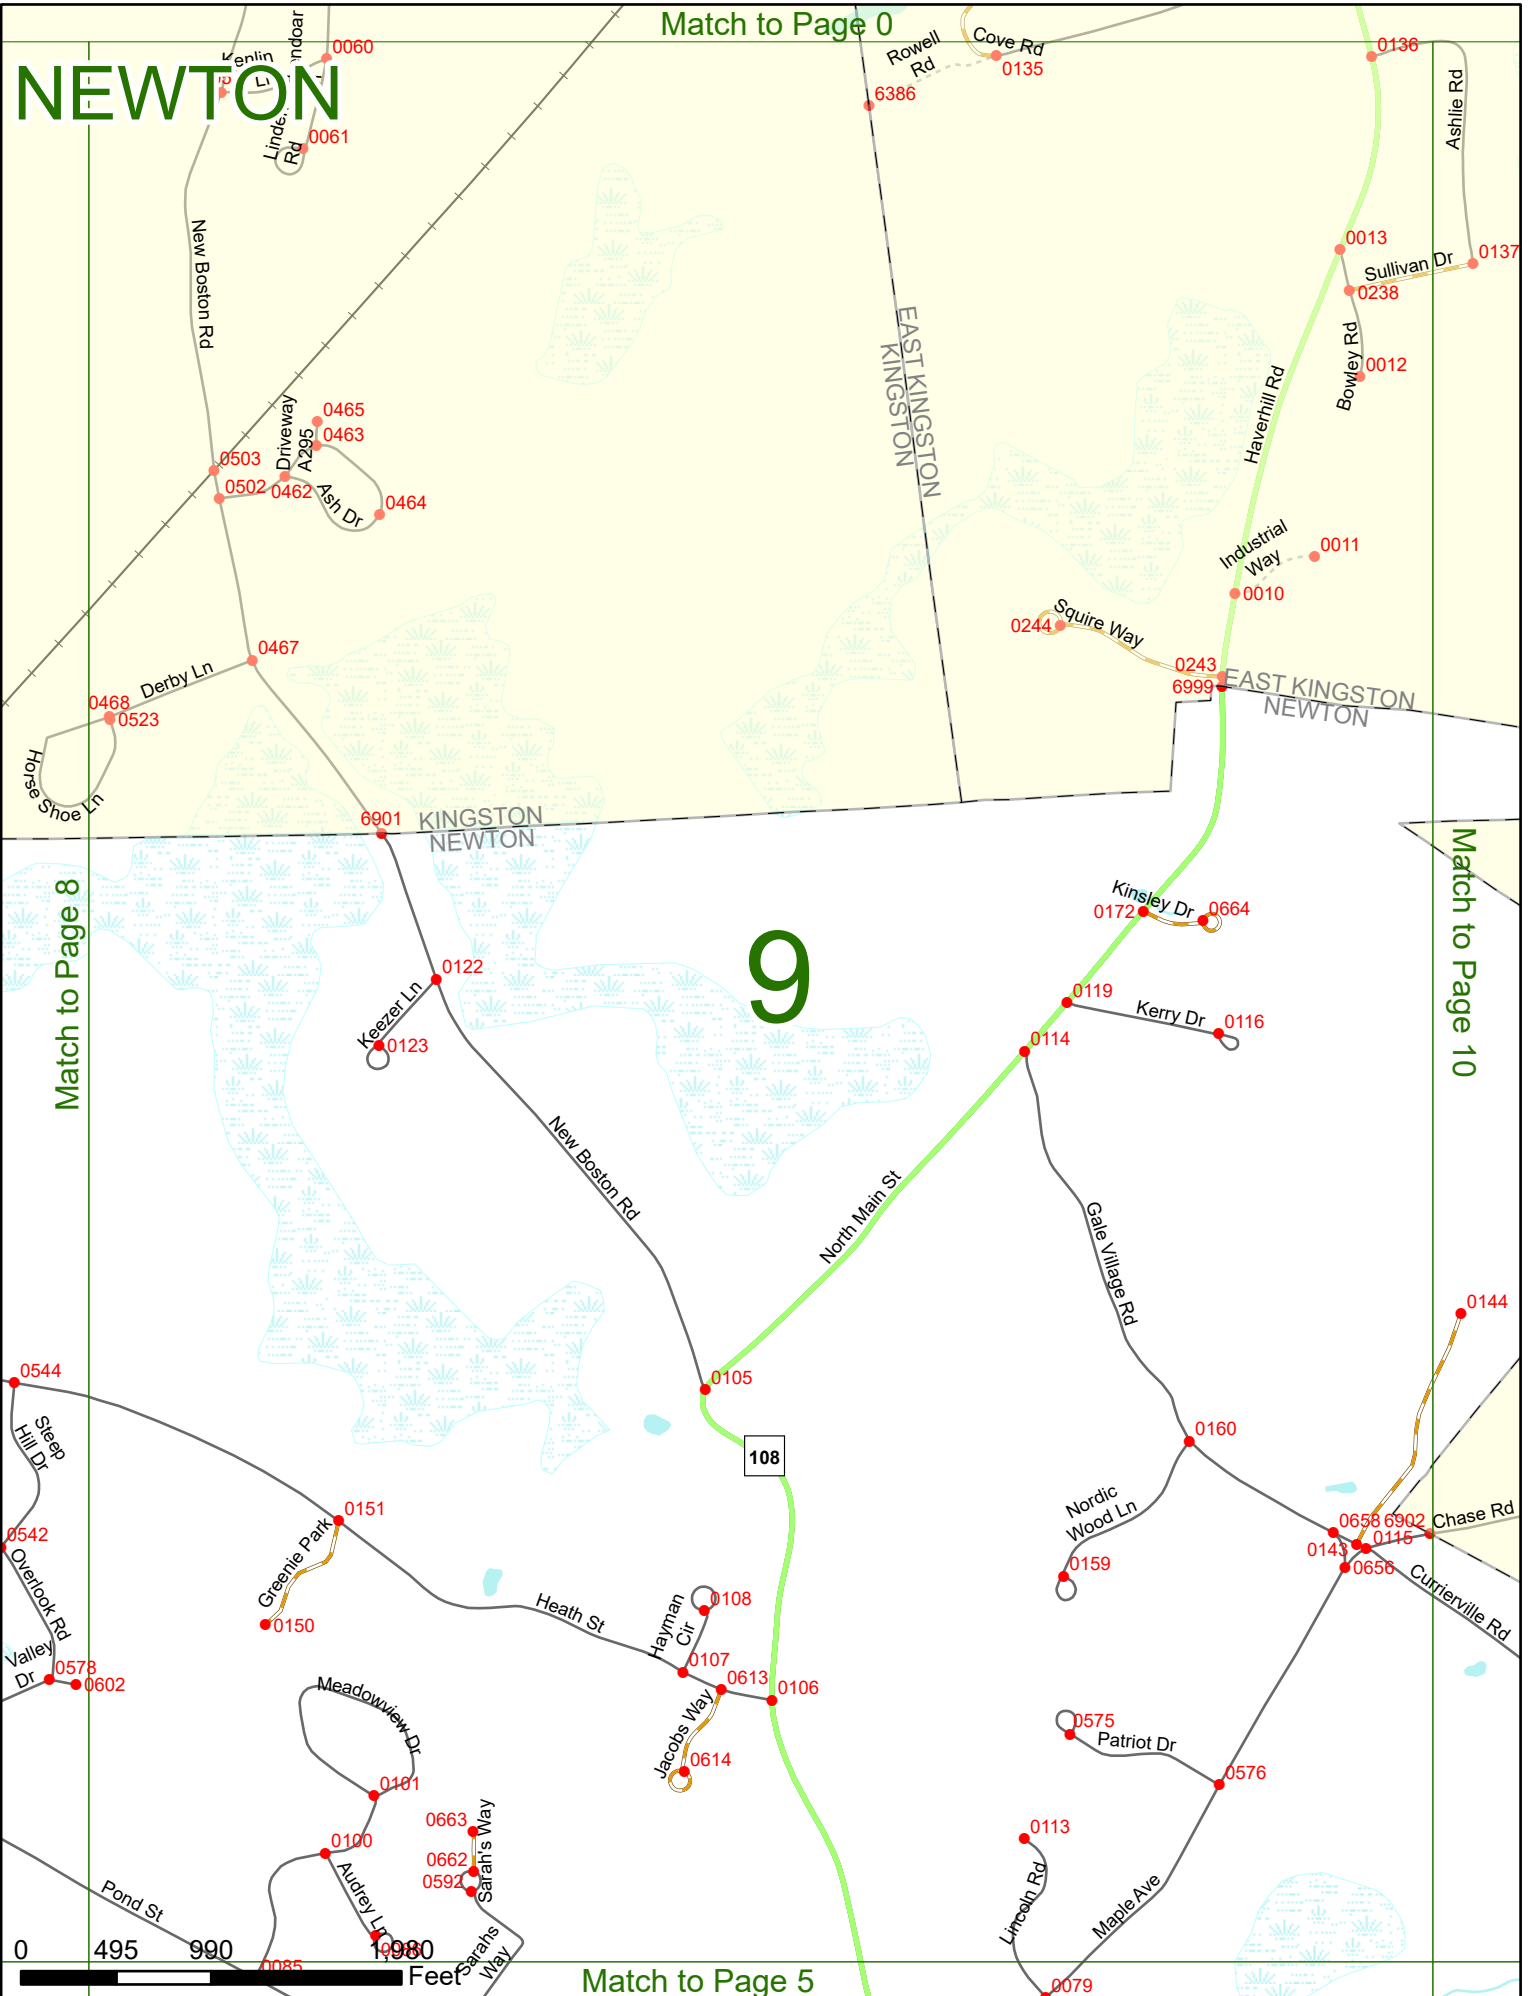 Match to Page 0
NEWTON
Kenlin
Ln
Rd
0060
0061
Rowell
Rd
Cove Rd
0135
6386
0136
Ashlie Rd
0013
0137
Sullivan Dr
0238
Bowley Rd
0012
New Boston Rd
EAST KINGSTON
KINGSTON
Haverhill Rd
Driveway
A295
0465
0463
0503
0502
0462
Ash Dr
0464
Industrial
Way
0011
0010
0244
Squire Way
0243
6999
EAST KINGSTON
NEWTON
0467
Derby Ln
0468
0523
Horse Shoe Ln
6901
KINGSTON
NEWTON
Match to Page 8
9
Match to Page 10
Kinsley Dr
0172
0664
0122
Keezer Ln
0123
0119
Kerry Dr
0116
0114
New Boston Rd
North Main St
Gale Village Rd
0144
0544
Steep
Hill Dr
0105
108
0160
0151
Greenie Park
0150
Nordic
Wood Ln
0159
0658
6902
Chase Rd
0143
0115
0656
Currierville Rd
0542
Overlook Rd
Valley
Dr
0578
0602
Heath St
Hayman
Cir
0108
0107
0613
0106
Jacobs Way
0614
Meadowview Dr
0101
0575
Patriot Dr
0576
0663
0662
0592
Sarah's Way
0100
Audrey Ln
Sarahs
Way
0113
Lincoln Rd
Maple Ave
Pond St
0085
0079
0 495 990 1,980
Feet
Match to Page 5